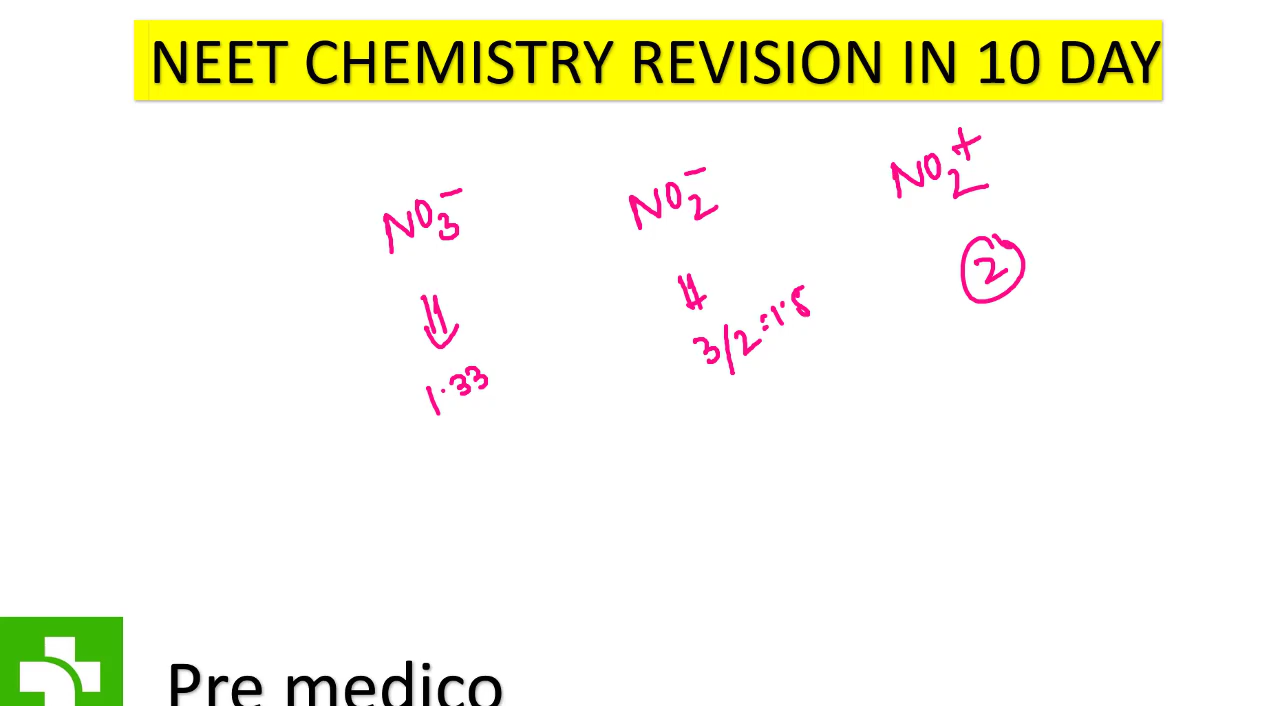 NEET CHEMISTRY REVISION IN 10 DAY
NO3⁻ NO2⁻ NO2⁺
⇓ ⇓ 2
1.33 3/2=1.5
Pre medico